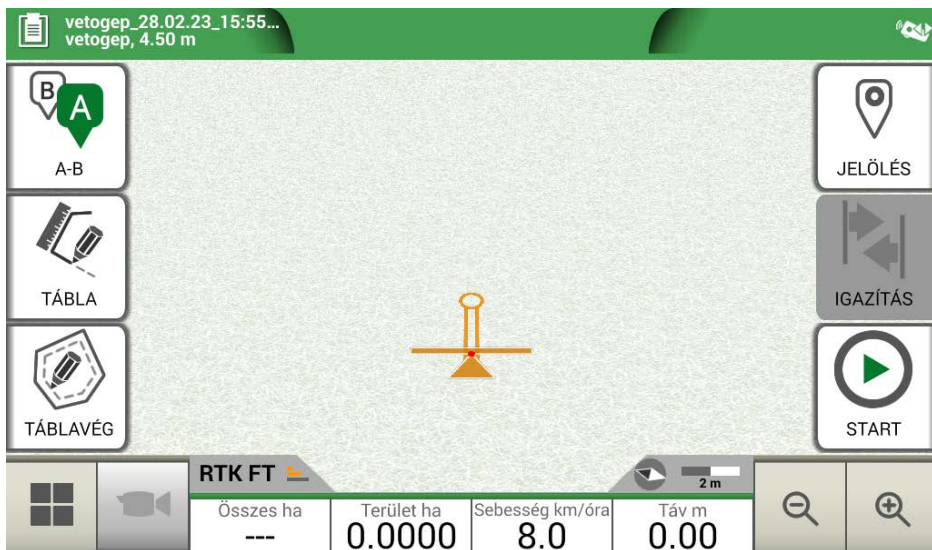 vetogep_28.02.23_15:55...
vetogep, 4.50 m
B
A
A-B
TÁBLA
TÁBLAVÉG
JELÖLÉS
IGAZÍTÁS
START
RTK FT
2 m
Összes ha
---
Terület ha
0.0000
Sebesség km/óra
8.0
Táv m
0.00